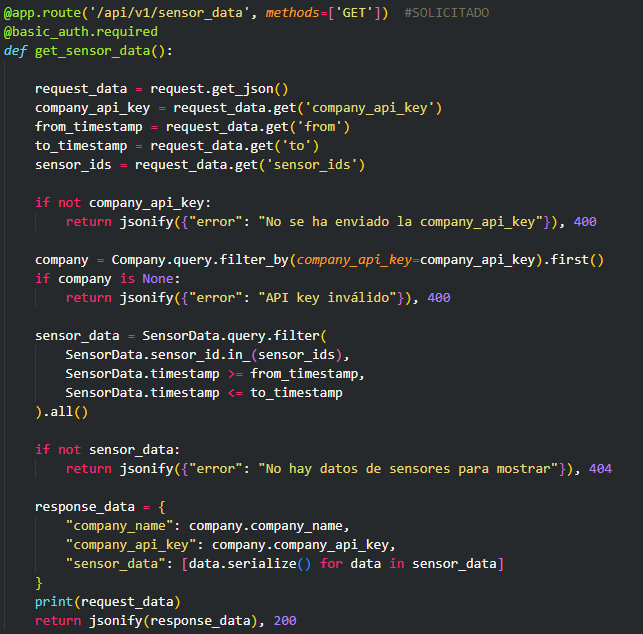 @app.route('/api/v1/sensor_data', methods=['GET'])  #SOLICITADO
@basic_auth.required
def get_sensor_data():
    request_data = request.get_json()
    company_api_key = request_data.get('company_api_key')
    from_timestamp = request_data.get('from')
    to_timestamp = request_data.get('to')
    sensor_ids = request_data.get('sensor_ids')
    if not company_api_key:
        return jsonify({"error": "No se ha enviado la company_api_key"}), 400
    company = Company.query.filter_by(company_api_key=company_api_key).first()
    if company is None:
        return jsonify({"error": "API key inválido"}), 400
    sensor_data = SensorData.query.filter(
        SensorData.sensor_id.in_(sensor_ids),
        SensorData.timestamp >= from_timestamp,
        SensorData.timestamp <= to_timestamp
    ).all()
    if not sensor_data:
        return jsonify({"error": "No hay datos de sensores para mostrar"}), 404
    response_data = {
        "company_name": company.company_name,
        "company_api_key": company.company_api_key,
        "sensor_data": [data.serialize() for data in sensor_data]
    }
    print(request_data)
    return jsonify(response_data), 200